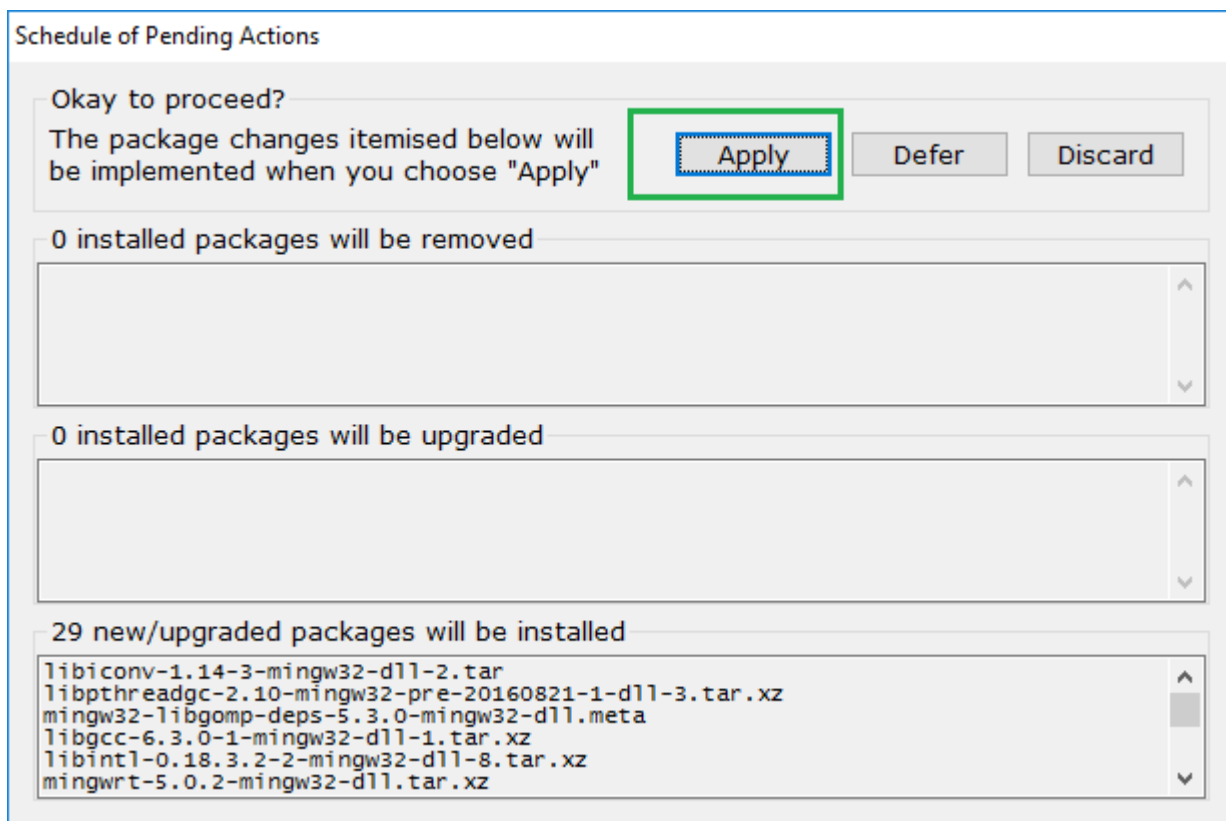 Schedule of Pending Actions
Okay to proceed?
The package changes itemised below will
be implemented when you choose "Apply"
Apply
Defer
Discard
0 installed packages will be removed
0 installed packages will be upgraded
29 new/upgraded packages will be installed
libiconv-1.14-3-mingw32-dll-2.tar
libpthreadgc-2.10-mingw32-pre-20160821-1-dll-3.tar.xz
mingw32-libgomp-deps-5.3.0-mingw32-dll.meta
libgcc-6.3.0-1-mingw32-dll-1.tar.xz
libintl-0.18.3.2-2-mingw32-dll-8.tar.xz
mingwrt-5.0.2-mingw32-dll.tar.xz